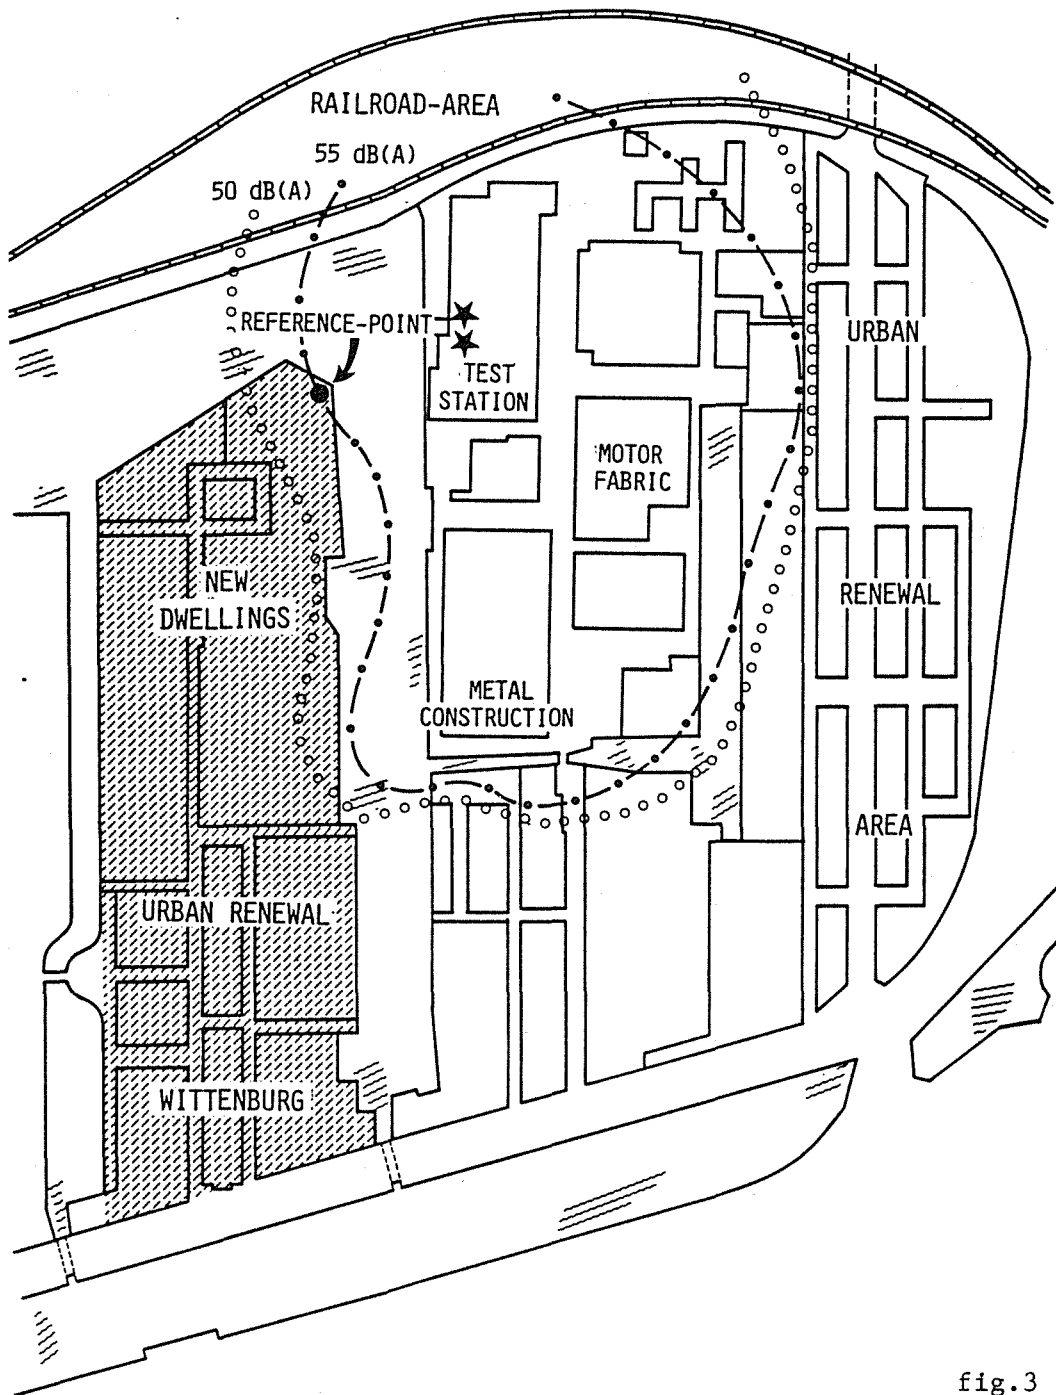 RAILROAD-AREA
55 dB(A)
50 dB(A)
REFERENCE-POINT
TEST
STATION
URBAN
MOTOR
FABRIC
NEW
DWELLINGS
RENEWAL
METAL
CONSTRUCTION
AREA
URBAN RENEWAL
WITTENBURG
fig.3